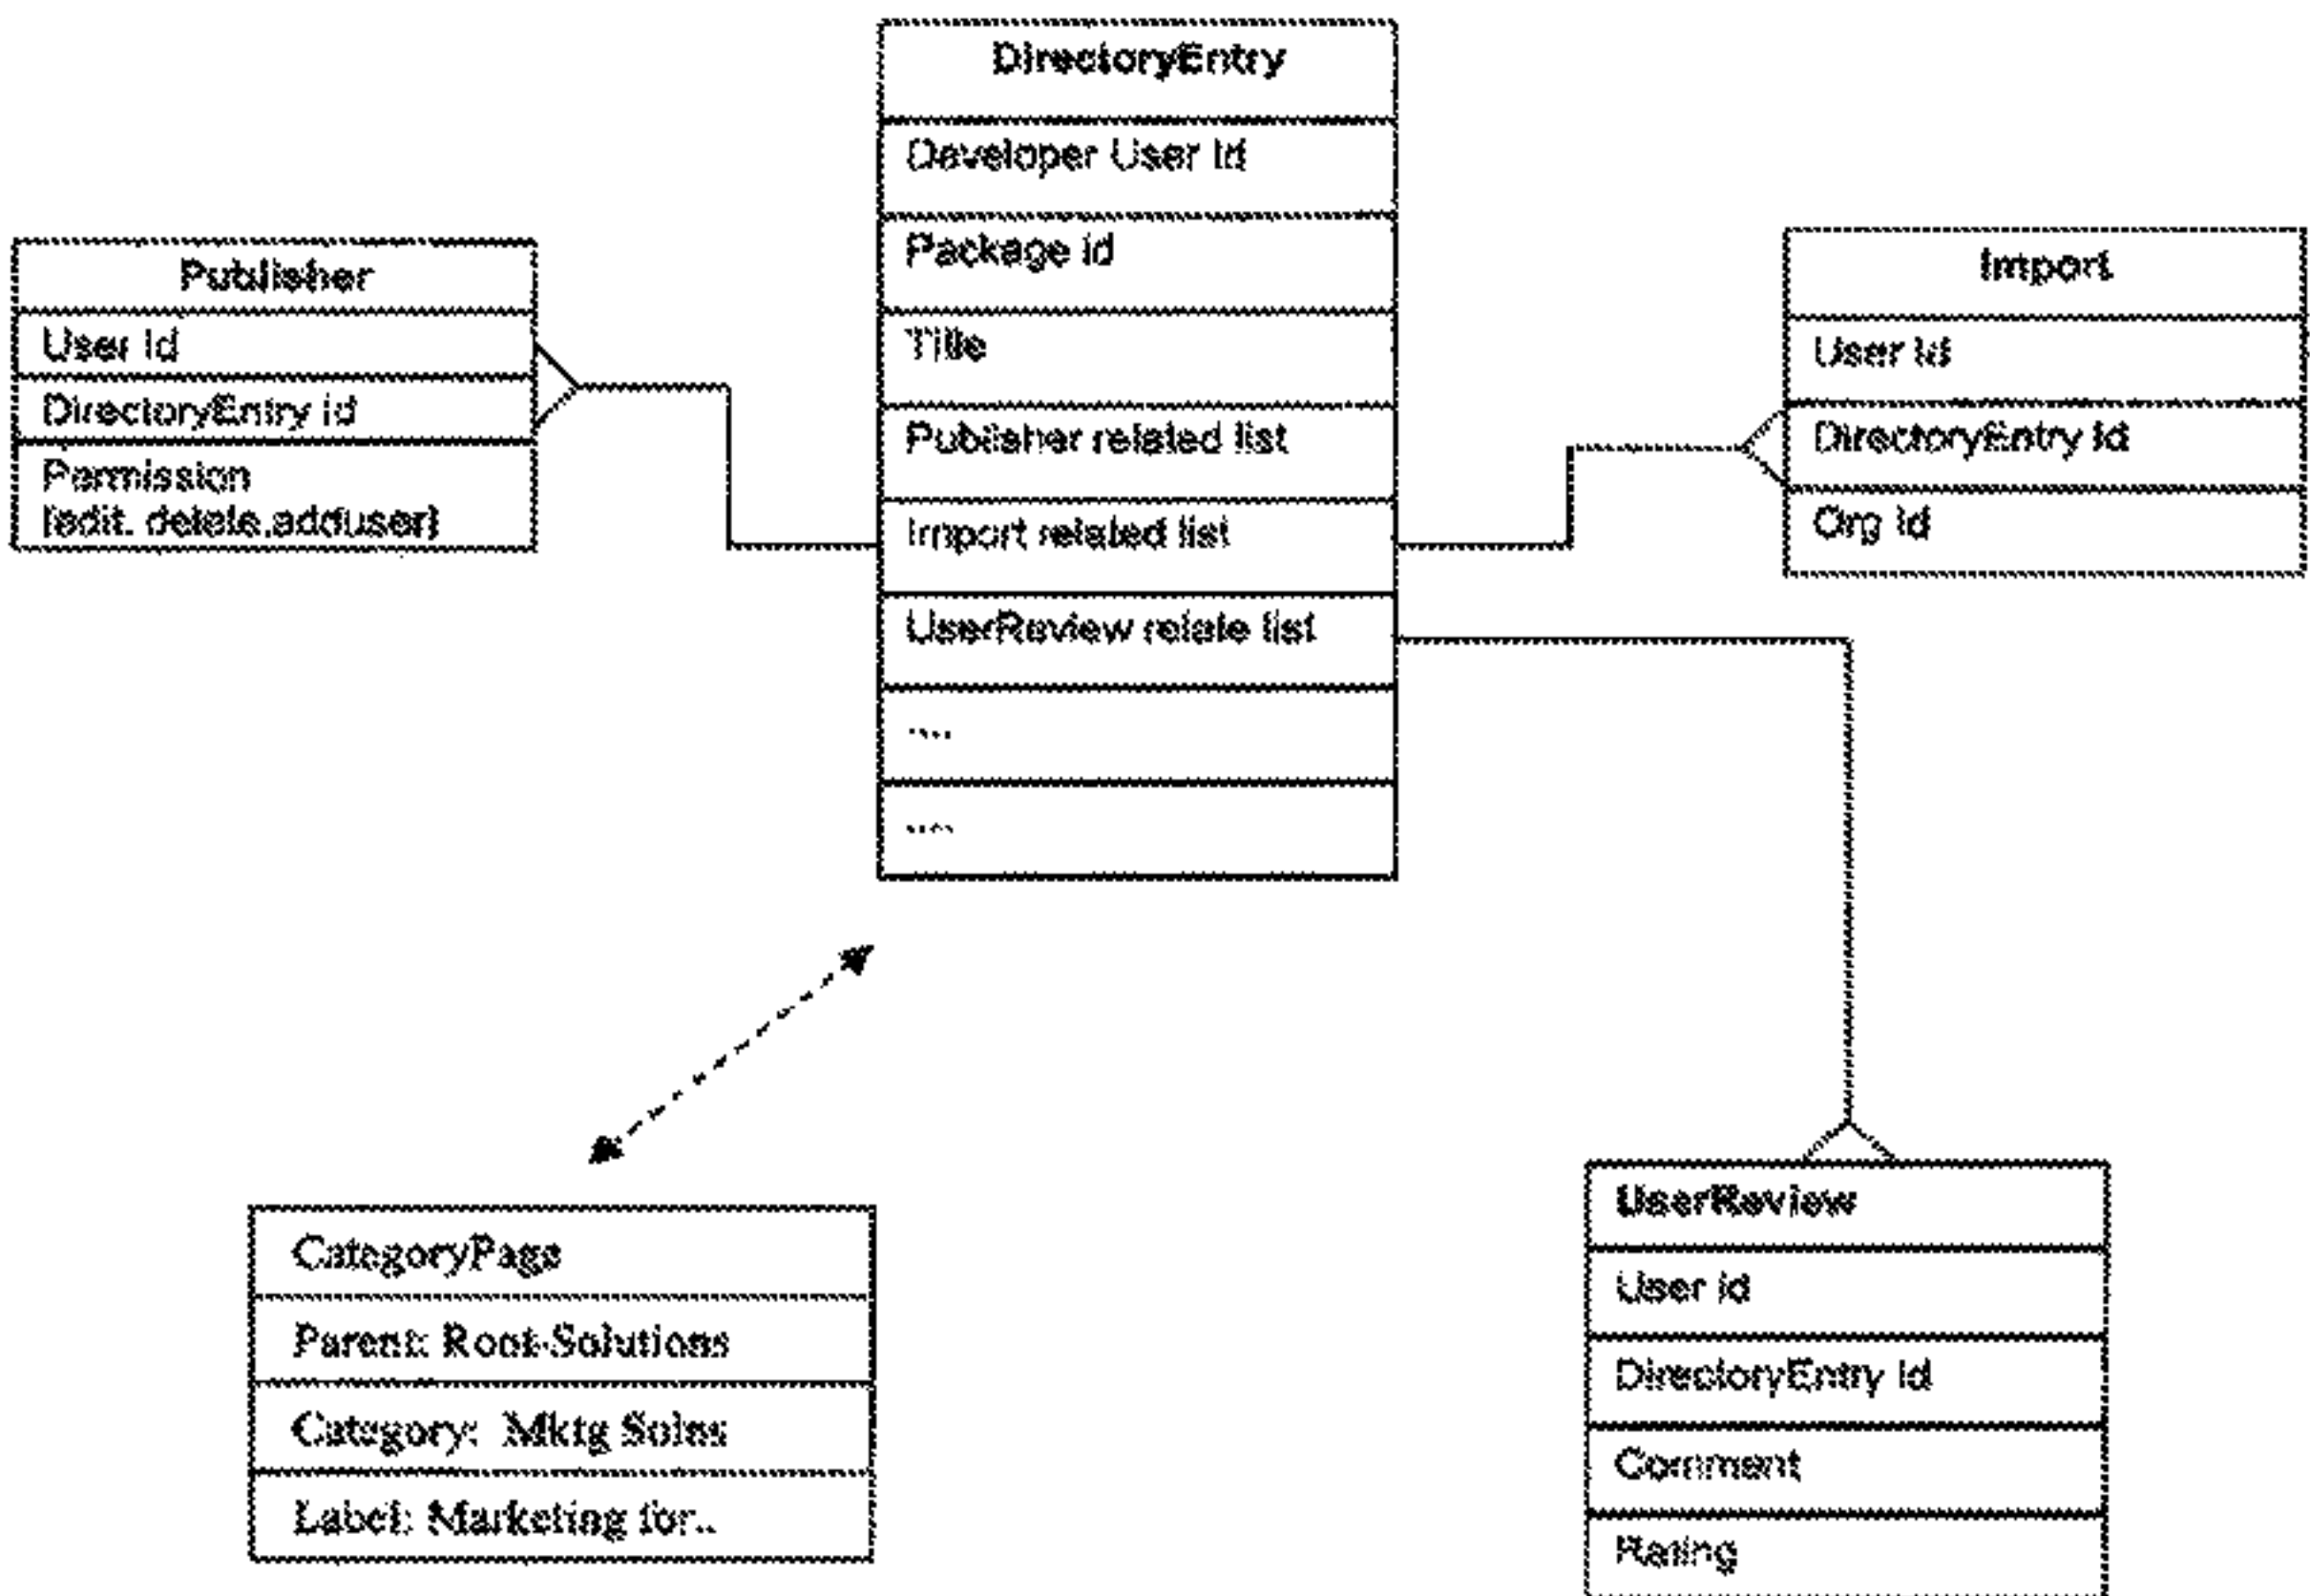 DirectoryEntry
Developer User Id
Package id
Title
Publisher related list
Import related list
UserReview relate list
....
....
Publisher
User Id
DirectoryEntry id
Permission
[edit, delete,adduser]
Import
User Id
DirectoryEntry Id
Org Id
CategoryPage
Parent: Root-Solutions
Category: Mktg Solns
Label: Marketing for..
UserReview
User id
DirectoryEntry Id
Comment
Rating